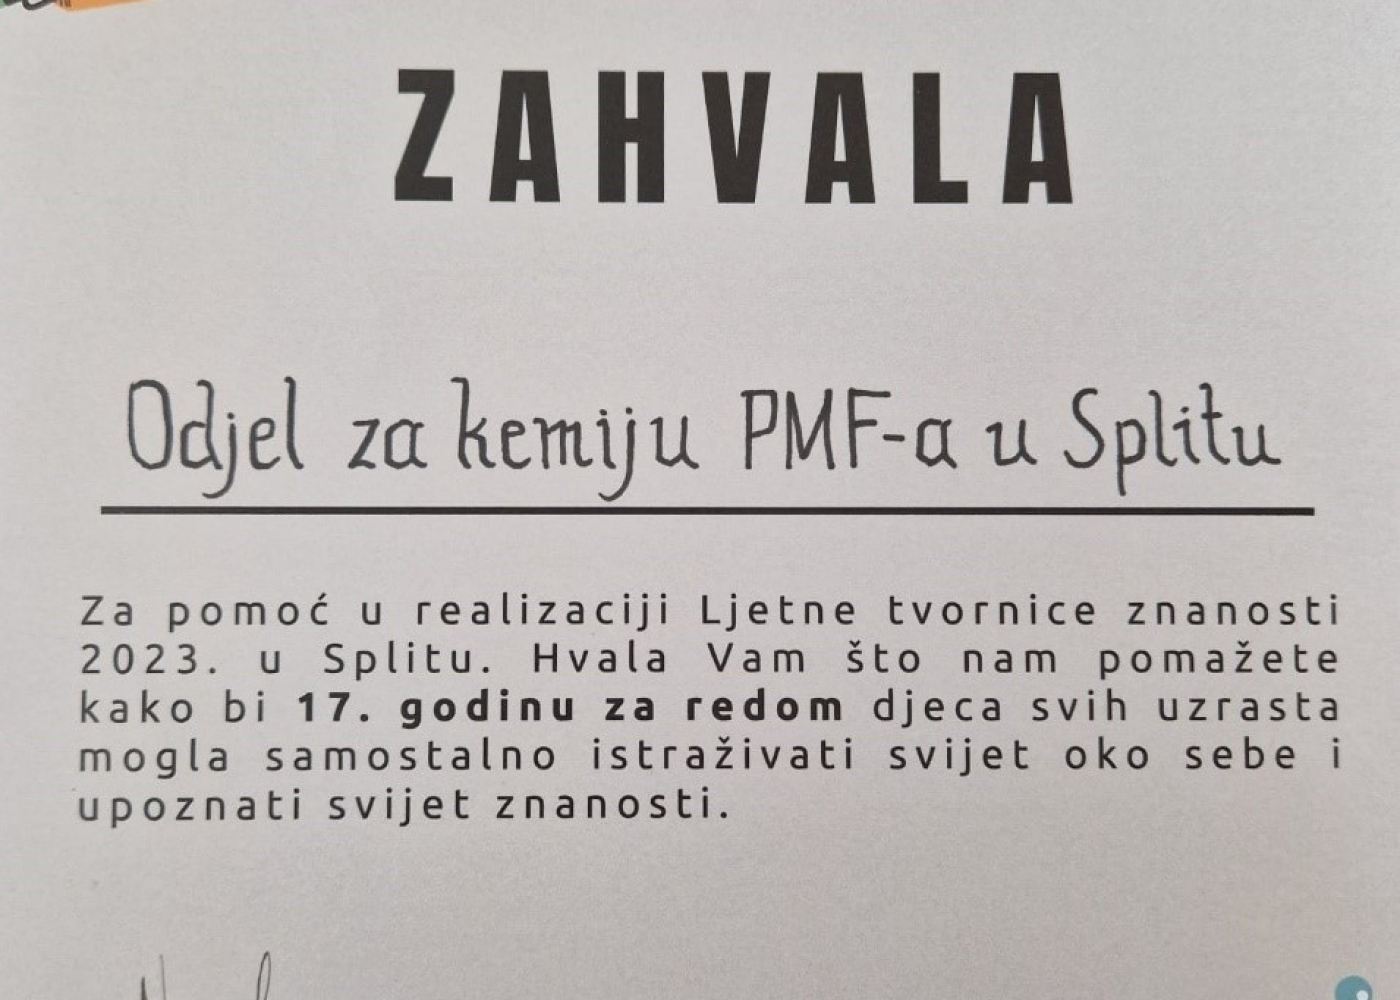 ZAHVALA
Odjel za kemiju PMF-a u Splitu
Za pomoć u realizaciji Ljetne tvornice znanosti
2023. u Splitu. Hvala Vam što nam pomažete
kako bi 17. godinu za redom djeca svih uzrasta
mogla samostalno istraživati svijet oko sebe i
upoznati svijet znanosti.